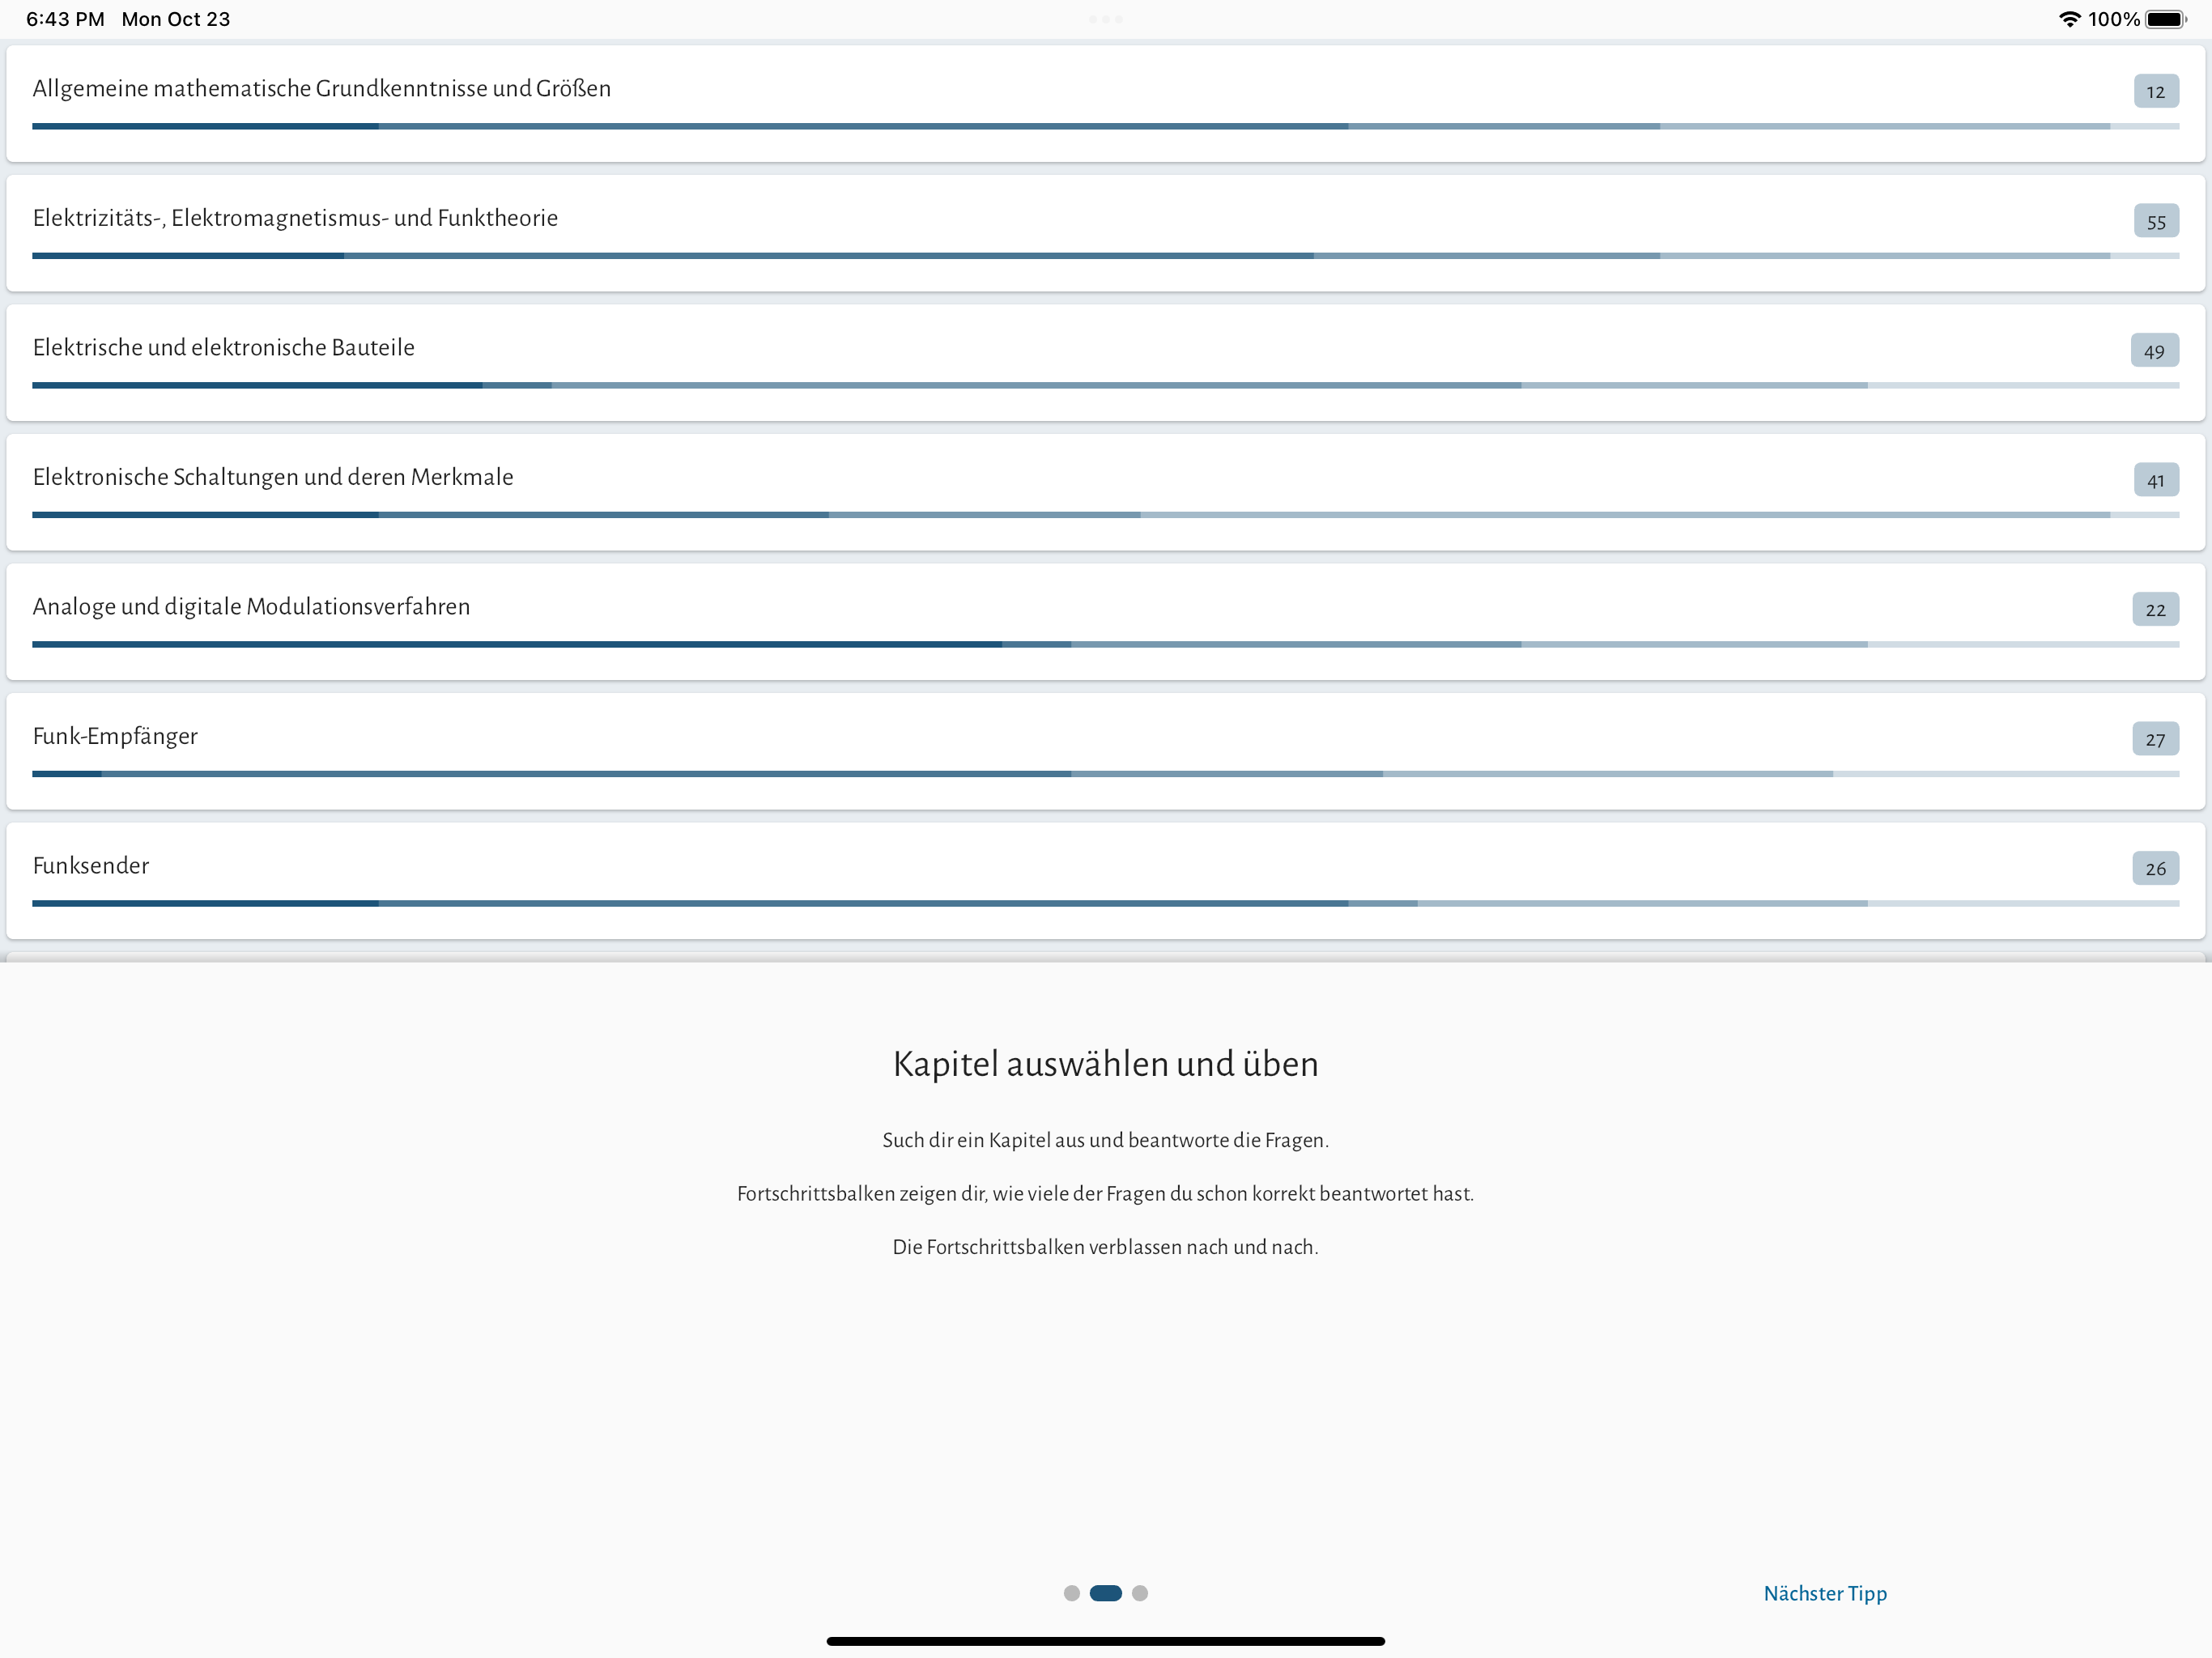 6:43 PM Mon Oct 23
100%
Allgemeine mathematische Grundkenntnisse und Größen
12
Elektrizitäts-, Elektromagnetismus- und Funktheorie
55
Elektrische und elektronische Bauteile
49
Elektronische Schaltungen und deren Merkmale
41
Analoge und digitale Modulationsverfahren
22
Funk-Empfänger
27
Funksender
26
Kapitel auswählen und üben
Such dir ein Kapitel aus und beantworte die Fragen.
Fortschrittsbalken zeigen dir, wie viele der Fragen du schon korrekt beantwortet hast.
Die Fortschrittsbalken verblassen nach und nach.
Nächster Tipp